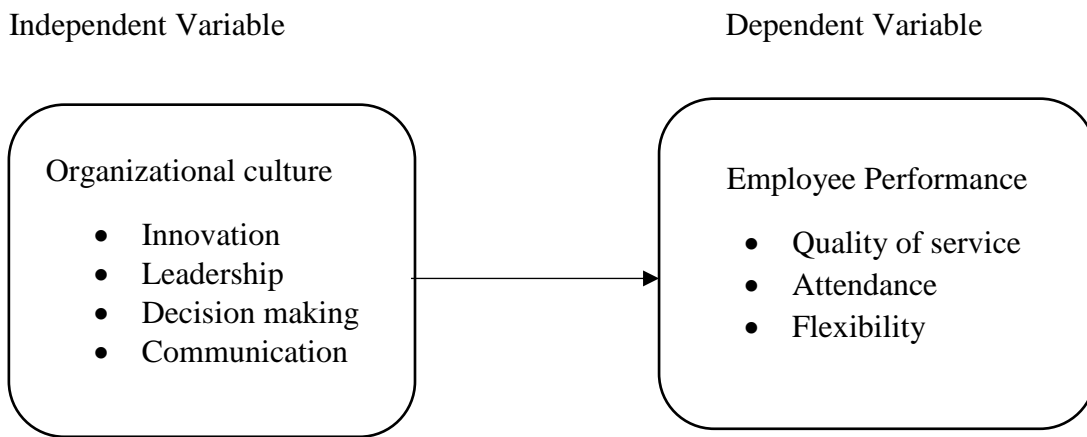 Independent Variable
Dependent Variable
Organizational culture
• Innovation
• Leadership
• Decision making
• Communication
Employee Performance
• Quality of service
• Attendance
• Flexibility